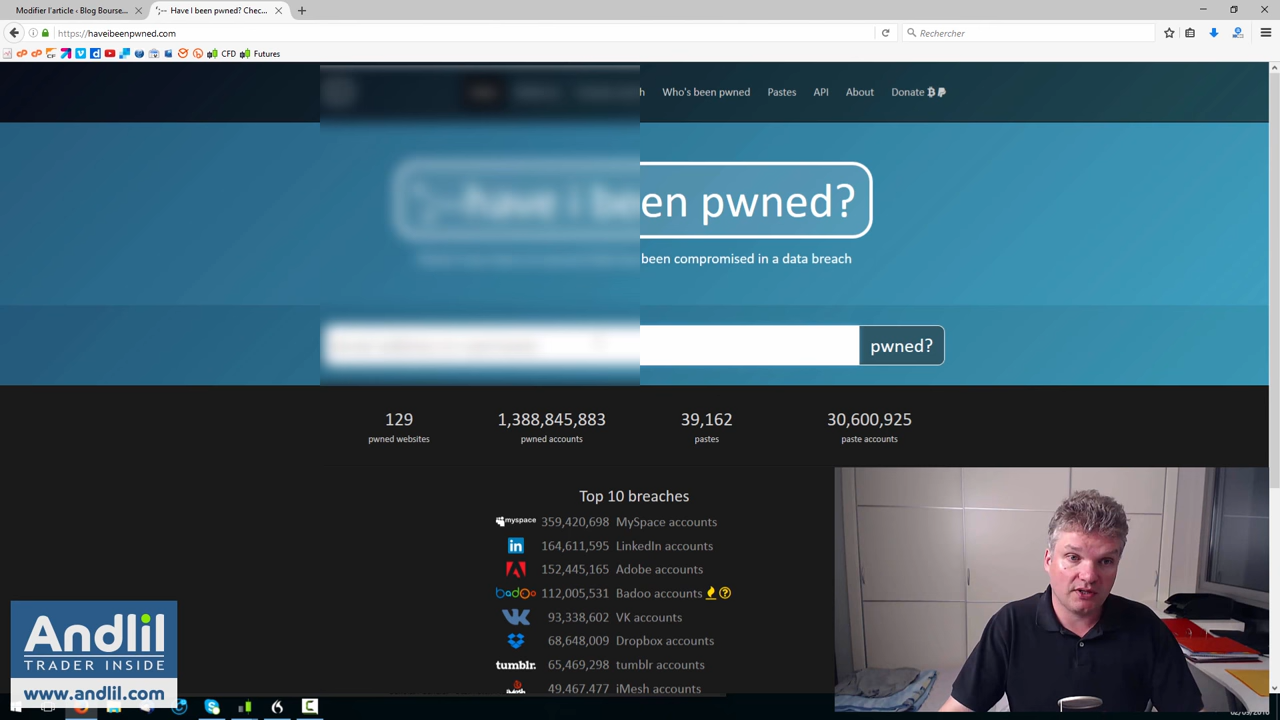 Modifier l'article ‹ Blog Bourse...
Have I been pwned? Chec...
https://haveibeenpwned.com
Rechercher
CFD
Futures
Who's been pwned
Pastes
API
About
Donate
een pwned?
been compromised in a data breach
pwned?
129
1,388,845,883
39,162
30,600,925
pwned websites
pwned accounts
pastes
paste accounts
Top 10 breaches
myspace 359,420,698 MySpace accounts
in 164,611,595 LinkedIn accounts
152,445,165 Adobe accounts
badoo 112,005,531 Badoo accounts
93,338,602 VK accounts
68,648,009 Dropbox accounts
tumblr. 65,469,298 tumblr accounts
49,467,477 iMesh accounts
Andlil
TRADER INSIDE
www.andlil.com